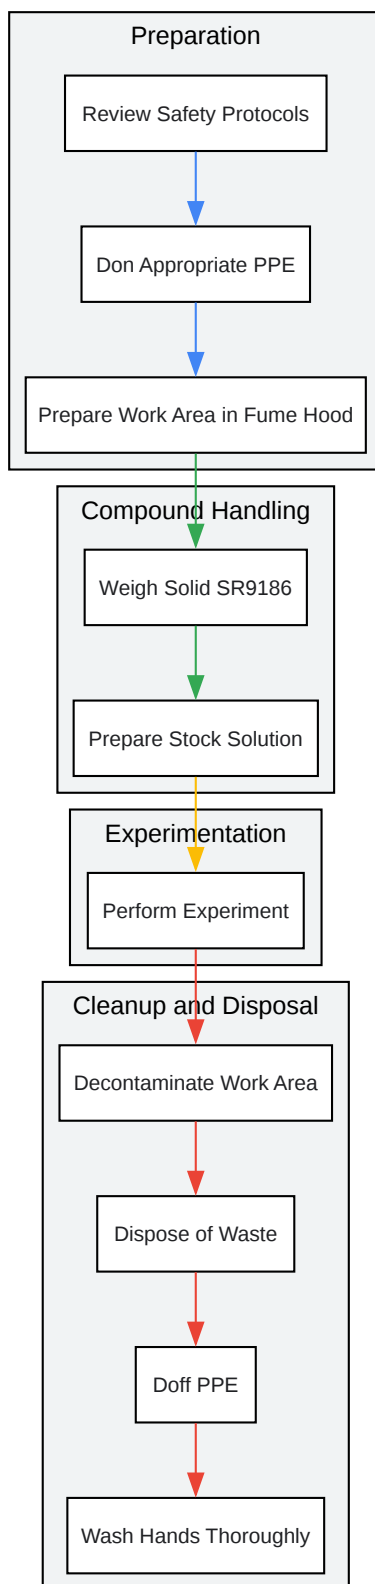 Preparation
Review Safety Protocols
Don Appropriate PPE
Prepare Work Area in Fume Hood
Compound Handling
Weigh Solid SR9186
Prepare Stock Solution
Experimentation
Perform Experiment
Cleanup and Disposal
Decontaminate Work Area
Dispose of Waste
Doff PPE
Wash Hands Thoroughly